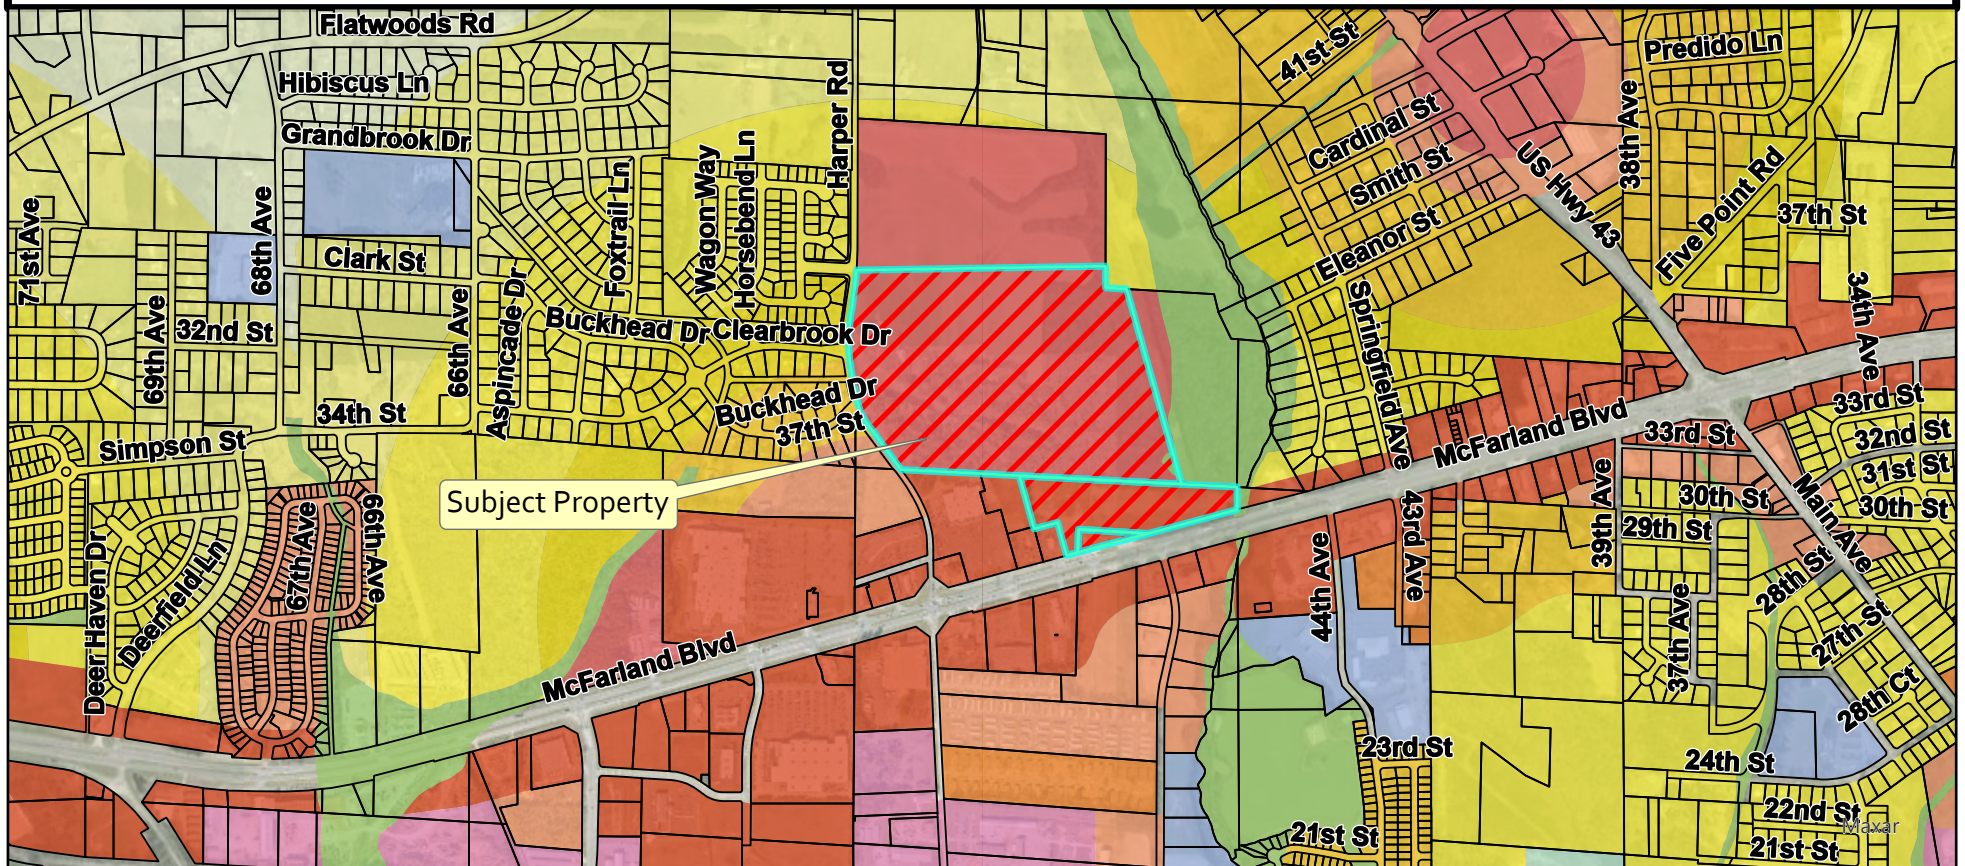 Flatwoods Rd
41st St
Predido Ln
Hibiscus Ln
Harper Rd
38th Ave
Cardinal St
Grandbrook Dr
Smith St
US Hwy 43
Five Point Rd
71st Ave
68th Ave
Foxtrail Ln
Wagon Way
Horsebend Ln
Eleanor St
37th St
Clark St
69th Ave
32nd St
66th Ave
Aspincade Dr
Buckhead Dr
Clearbrook Dr
Springfield Ave
34th Ave
34th St
Buckhead Dr
37th St
McFarland Blvd
33rd St
33rd St
32nd St
Simpson St
31st St
Subject Property
30th St
30th St
Main Ave
29th St
39th Ave
43rd Ave
44th Ave
66th Ave
67th Ave
Deer Haven Dr
Deerfield Ln
28th St
27th St
37th Ave
McFarland Blvd
28th Ct
23rd St
24th St
22nd St
Maxar
21st St
21st St